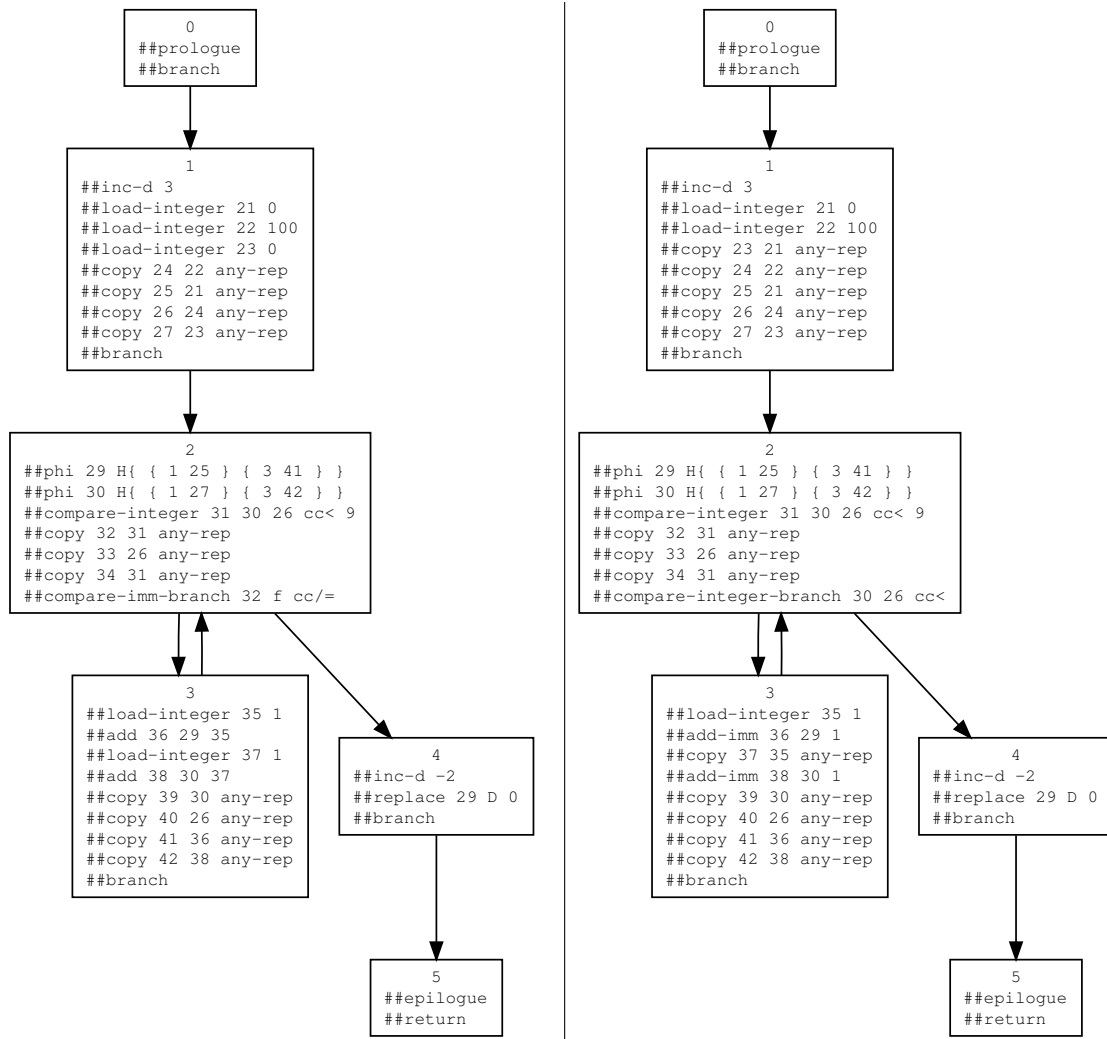 0
##prologue
##branch
1
##inc-d 3
##load-integer 21 0
##load-integer 22 100
##load-integer 23 0
##copy 24 22 any-rep
##copy 25 21 any-rep
##copy 26 24 any-rep
##copy 27 23 any-rep
##branch
2
##phi 29 H{ { 1 25 } { 3 41 } }
##phi 30 H{ { 1 27 } { 3 42 } }
##compare-integer 31 30 26 cc< 9
##copy 32 31 any-rep
##copy 33 26 any-rep
##copy 34 31 any-rep
##compare-imm-branch 32 f cc/=
3
##load-integer 35 1
##add 36 29 35
##load-integer 37 1
##add 38 30 37
##copy 39 30 any-rep
##copy 40 26 any-rep
##copy 41 36 any-rep
##copy 42 38 any-rep
##branch
4
##inc-d -2
##replace 29 D 0
##branch
5
##epilogue
##return
0
##prologue
##branch
1
##inc-d 3
##load-integer 21 0
##load-integer 22 100
##copy 23 21 any-rep
##copy 24 22 any-rep
##copy 25 21 any-rep
##copy 26 24 any-rep
##copy 27 23 any-rep
##branch
2
##phi 29 H{ { 1 25 } { 3 41 } }
##phi 30 H{ { 1 27 } { 3 42 } }
##compare-integer 31 30 26 cc< 9
##copy 32 31 any-rep
##copy 33 26 any-rep
##copy 34 31 any-rep
##compare-integer-branch 30 26 cc<
3
##load-integer 35 1
##add-imm 36 29 1
##copy 37 35 any-rep
##add-imm 38 30 1
##copy 39 30 any-rep
##copy 40 26 any-rep
##copy 41 36 any-rep
##copy 42 38 any-rep
##branch
4
##inc-d -2
##replace 29 D 0
##branch
5
##epilogue
##return